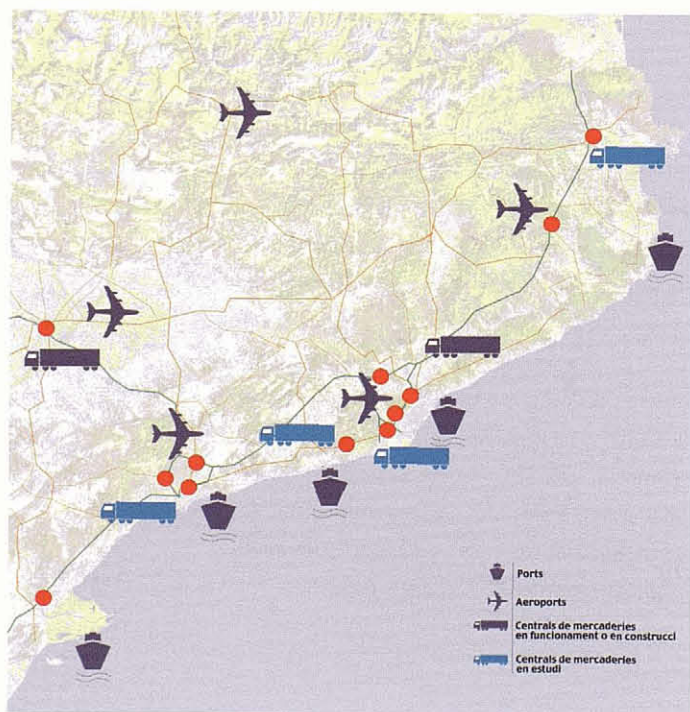 Ports
Aeroports
Centrals de mercaderies
en funcionament o en construcci
Centrals de mercaderies
en estudi